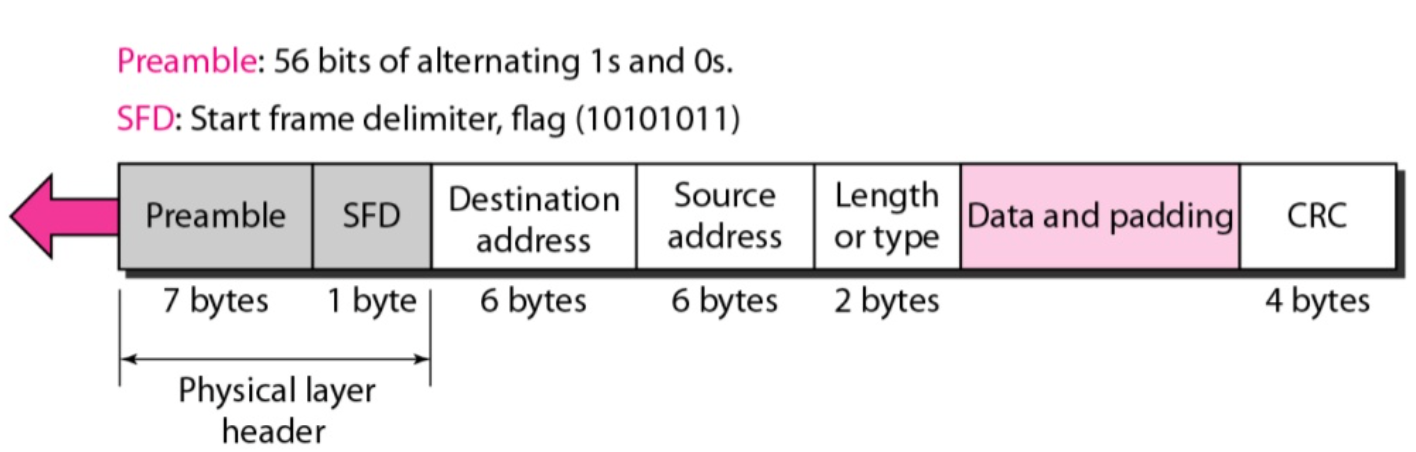 Preamble: 56 bits of alternating 1s and 0s.
SFD: Start frame delimiter, flag (10101011)
Preamble
SFD
Destination
address
Source
address
Length
or type
Data and padding
CRC
7 bytes
1 byte
6 bytes
6 bytes
2 bytes
4 bytes
Physical layer
header